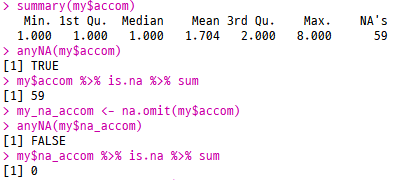 > summary(my$accom)
   Min. 1st Qu.  Median    Mean 3rd Qu.    Max.    NA's
  1.000   1.000   1.000   1.704   2.000   8.000      59
> anyNA(my$accom)
[1] TRUE
> my$accom %>% is.na %>% sum
[1] 59
> my_na_accom <- na.omit(my$accom)
> anyNA(my$na_accom)
[1] FALSE
> my$na_accom %>% is.na %>% sum
[1] 0